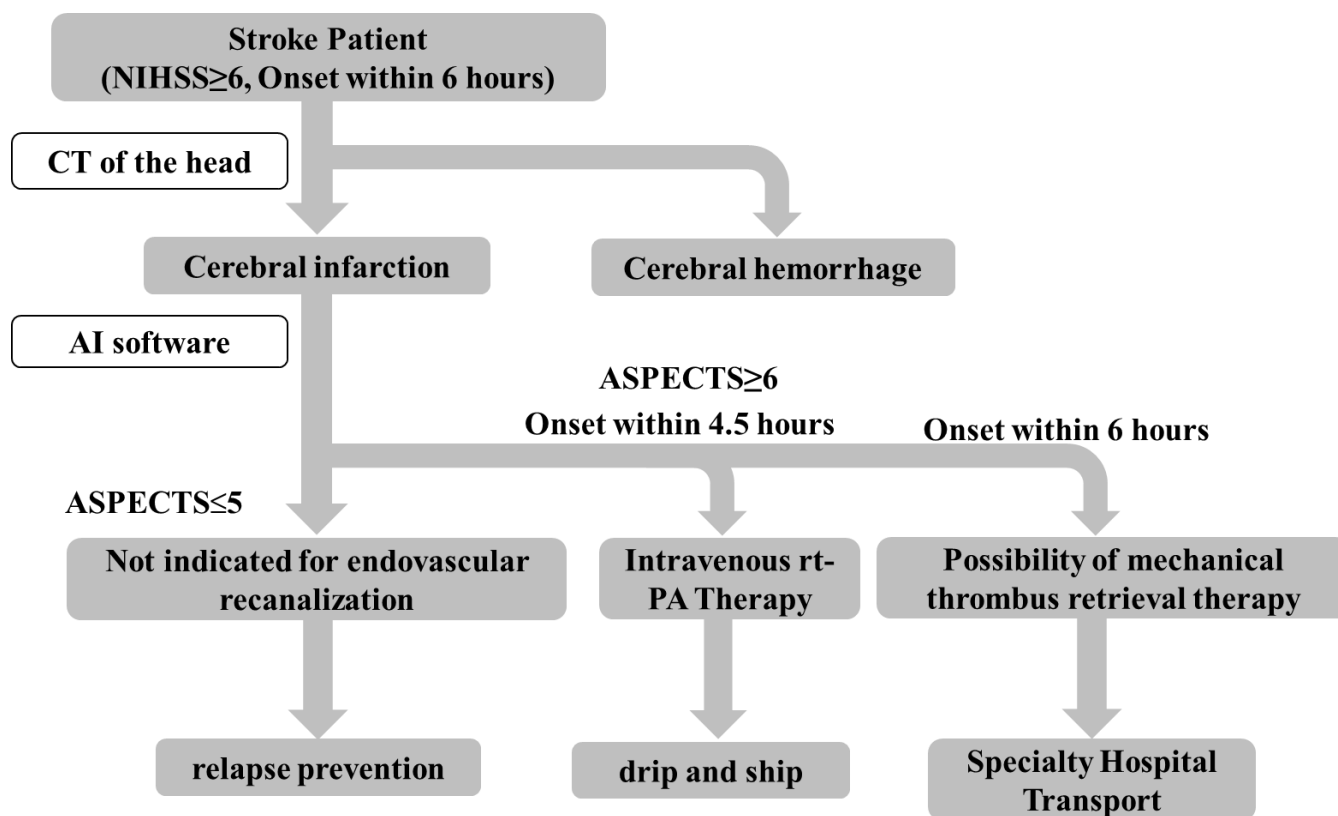 Stroke Patient
(NIHSS≥6, Onset within 6 hours)
CT of the head
Cerebral infarction
Cerebral hemorrhage
AI software
ASPECTS≥6
Onset within 4.5 hours
Onset within 6 hours
ASPECTS≤5
Not indicated for endovascular
recanalization
Intravenous rt-
PA Therapy
Possibility of mechanical
thrombus retrieval therapy
relapse prevention
drip and ship
Specialty Hospital
Transport